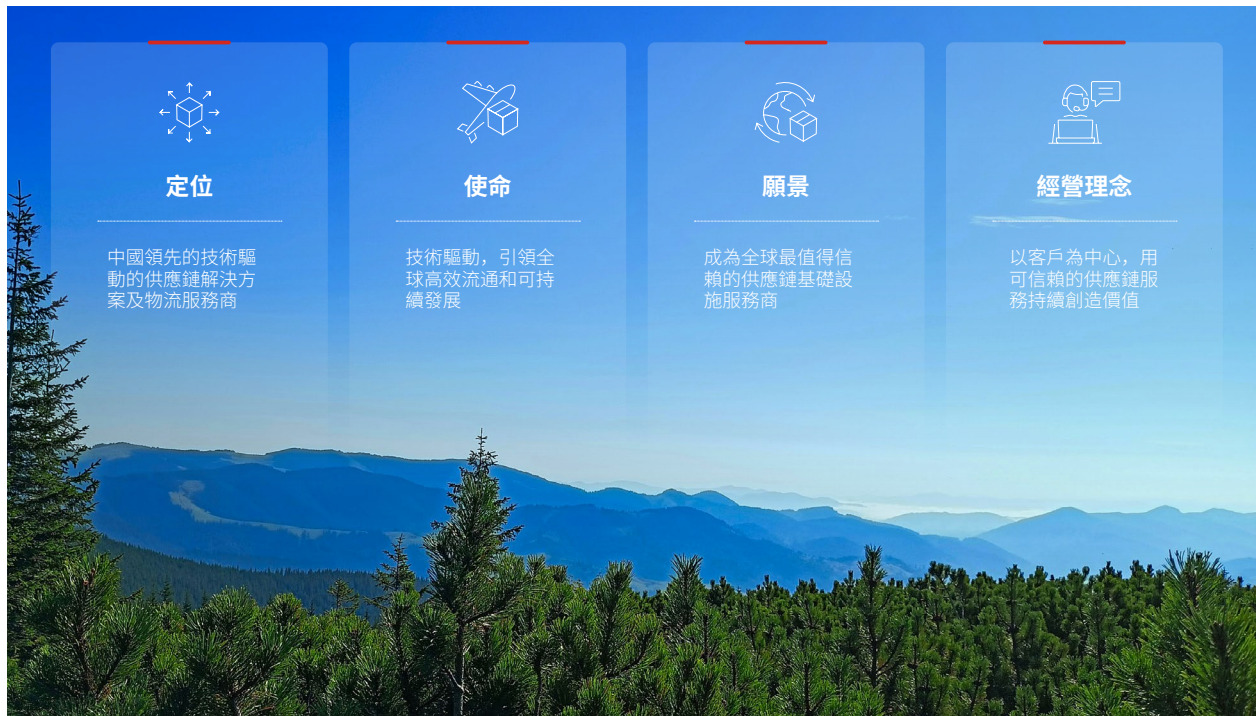 定位
中國領先的技術驅
動的供應鏈解決方
案及物流服務商
使命
技術驅動，引領全
球高效流通和可持
續發展
願景
成為全球最值得信
賴的供應鏈基礎設
施服務商
經營理念
以客戶為中心，用
可信賴的供應鏈服
務持續創造價值